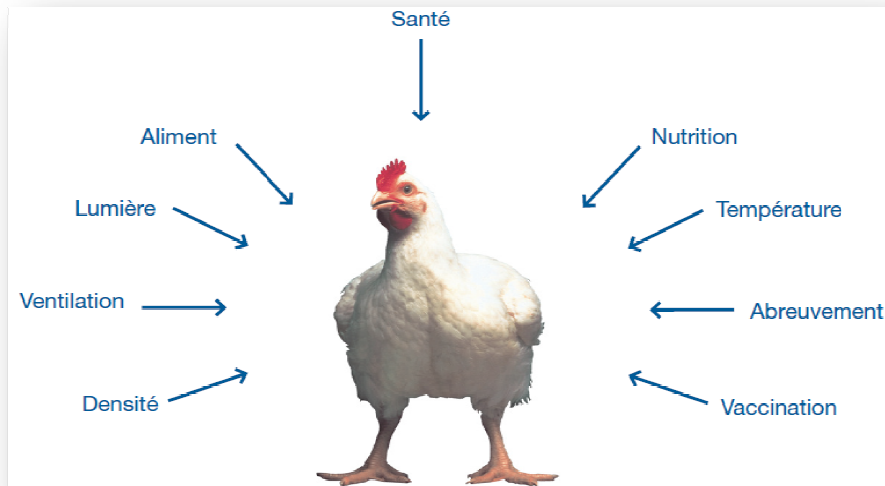 Santé
Aliment
Nutrition
Lumière
Température
Ventilation
Abreuvement
Densité
Vaccination